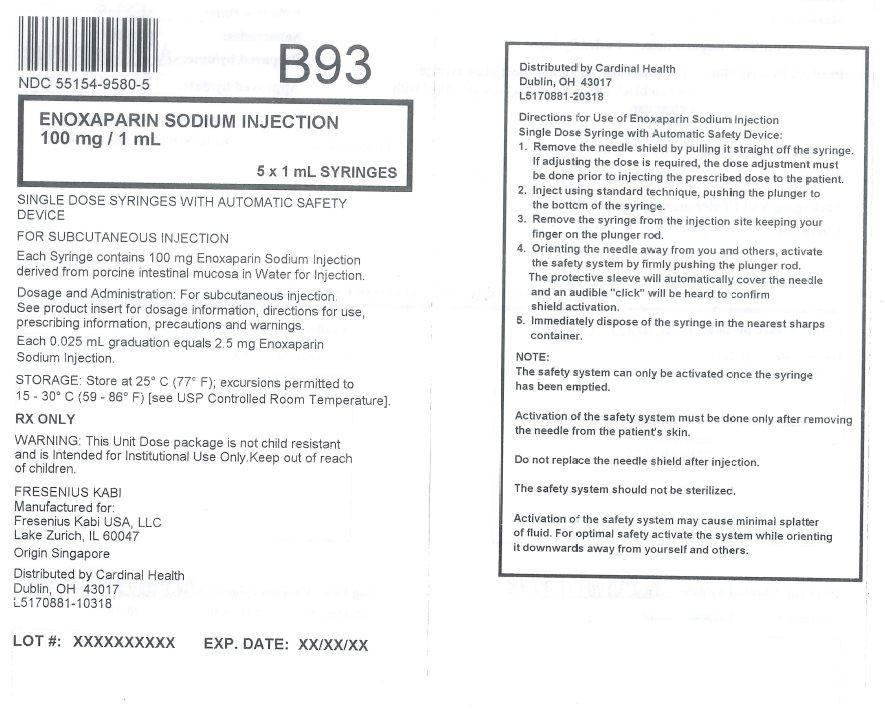 B93
NDC 55154-9580-5
ENOXAPARIN SODIUM INJECTION
100 mg / 1 mL
5 x 1 mL SYRINGES
SINGLE DOSE SYRINGES WITH AUTOMATIC SAFETY
DEVICE
FOR SUBCUTANEOUS INJECTION
Each Syringe contains 100 mg Enoxaparin Sodium Injection
derived from porcine intestinal mucosa in Water for Injection.
Dosage and Administration: For subcutaneous injection.
See product insert for dosage information, directions for use,
prescribing information, precautions and warnings.
Each 0.025 mL graduation equals 2.5 mg Enoxaparin
Sodium Injection.
STORAGE: Store at 25° C (77° F); excursions permitted to
15 - 30° C (59 - 86° F) [see USP Controlled Room Temperature].
RX ONLY
WARNING: This Unit Dose package is not child resistant
and is Intended for Institutional Use Only.Keep out of reach
of children.
FRESENIUS KABI
Manufactured for:
Fresenius Kabi USA, LLC
Lake Zurich, IL 60047
Origin Singapore
Distributed by Cardinal Health
Dublin, OH 43017
L5170881-10318
LOT #: XXXXXXXXXX EXP. DATE: XX/XX/XX
Distributed by Cardinal Health
Dublin, OH 43017
L5170881-20318
Directions for Use of Enoxaparin Sodium Injection
Single Dose Syringe with Automatic Safety Device:
1. Remove the needle shield by pulling it straight off the syringe.
If adjusting the dose is required, the dose adjustment must
be done prior to injecting the prescribed dose to the patient.
2. Inject using standard technique, pushing the plunger to
the bottom of the syringe.
3. Remove the syringe from the injection site keeping your
finger on the plunger rod.
4. Orienting the needle away from you and others, activate
the safety system by firmly pushing the plunger rod.
The protective sleeve will automatically cover the needle
and an audible "click" will be heard to confirm
shield activation.
5. Immediately dispose of the syringe in the nearest sharps
container.
NOTE:
The safety system can only be activated once the syringe
has been emptied.
Activation of the safety system must be done only after removing
the needle from the patient's skin.
Do not replace the needle shield after injection.
The safety system should not be sterilized.
Activation of the safety system may cause minimal splatter
of fluid. For optimal safety activate the system while orienting
it downwards away from yourself and others.